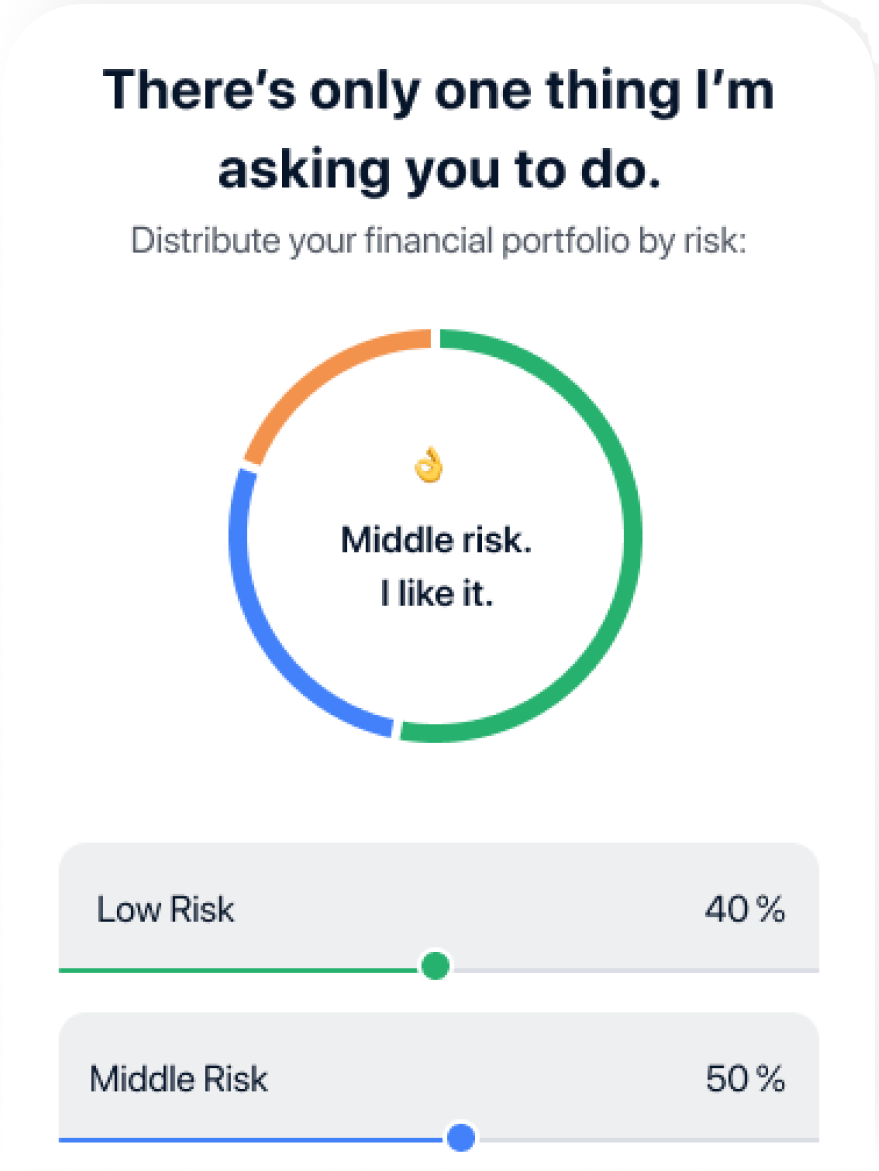 There’s only one thing I’m
asking you to do.
Distribute your financial portfolio by risk:
👌
Middle risk.
I like it.
Low Risk 40 %
Middle Risk 50 %